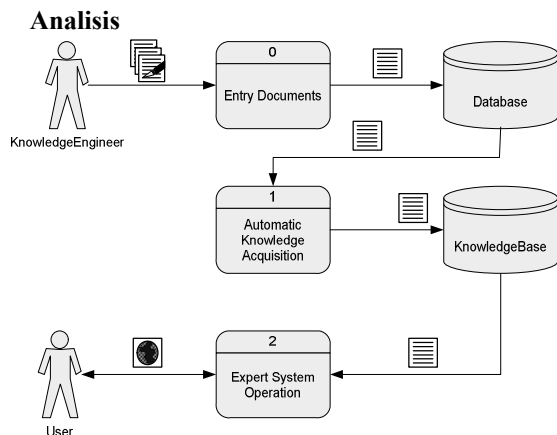 Analisis
0
Entry Documents
Database
KnowledgeEngineer
1
Automatic
Knowledge
Acquisition
KnowledgeBase
2
Expert System
Operation
User